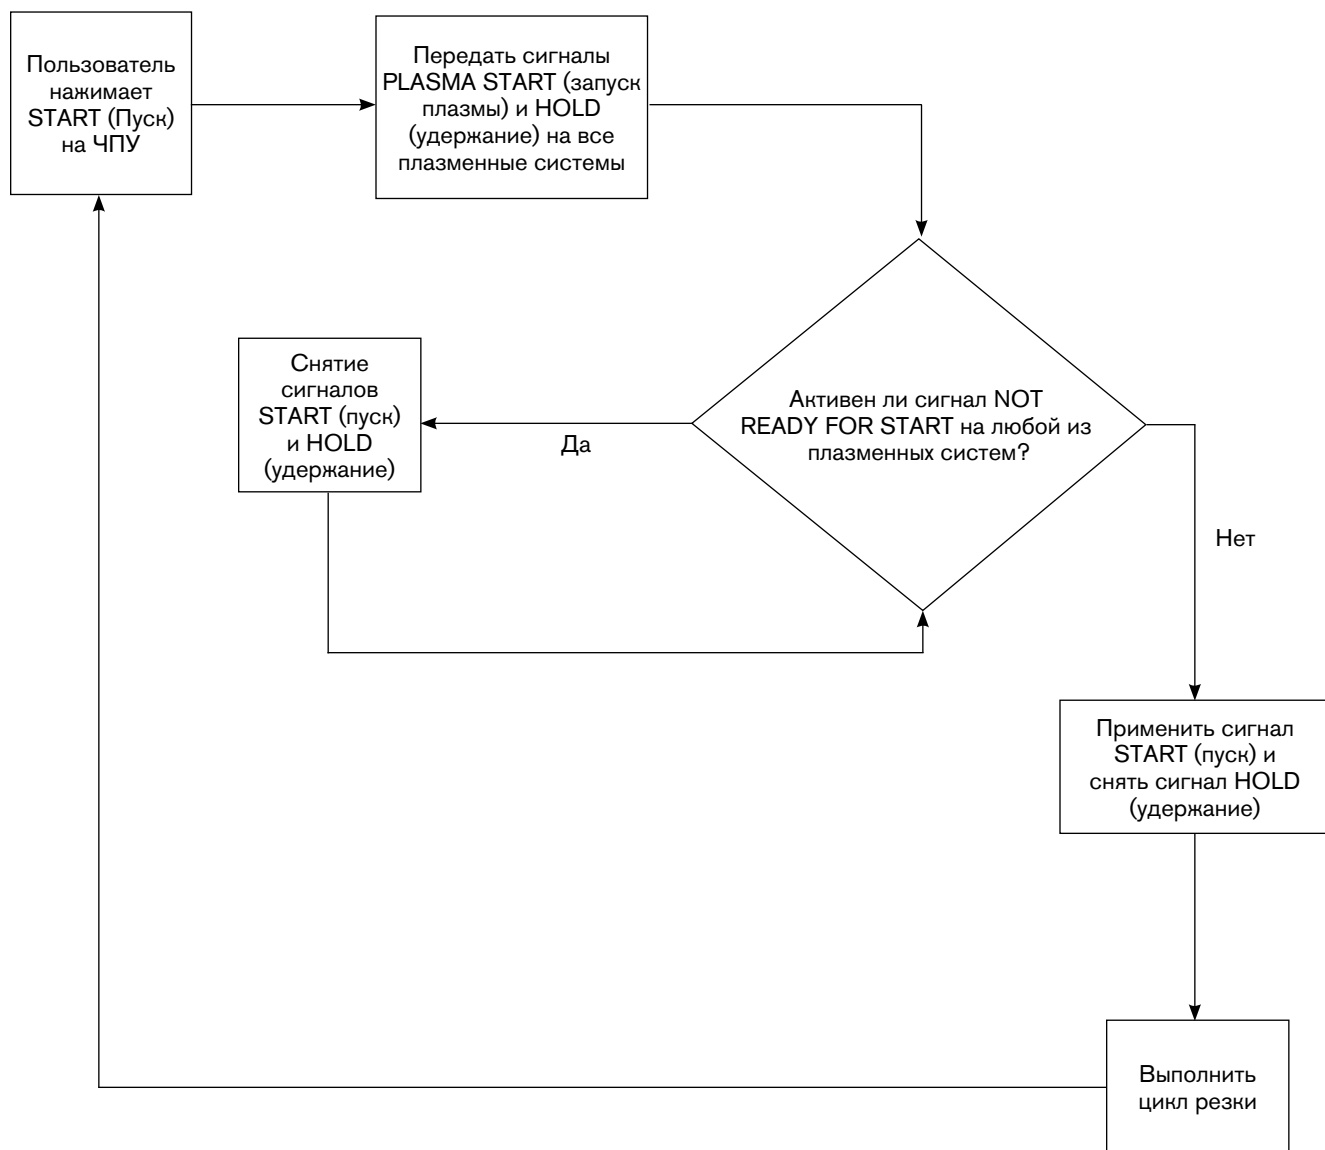 Пользователь
нажимает
START (Пуск)
на ЧПУ
Передать сигналы
PLASMA START (запуск
плазмы) и HOLD
(удержание) на все
плазменные системы
Снятие
сигналов
START (пуск)
и HOLD
(удержание)
Да
Активен ли сигнал NOT
READY FOR START на любой из
плазменных систем?
Нет
Применить сигнал
START (пуск) и
снять сигнал HOLD
(удержание)
Выполнить
цикл резки